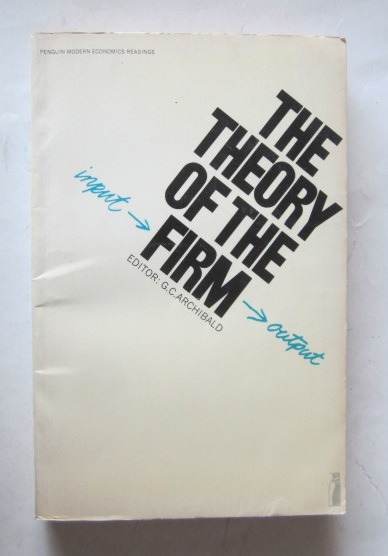 PENGUIN MODERN ECONOMICS READINGS
THE
THEORY
OF THE
FIRM
input →
EDITOR: G.C. ARCHIBALD
→ output